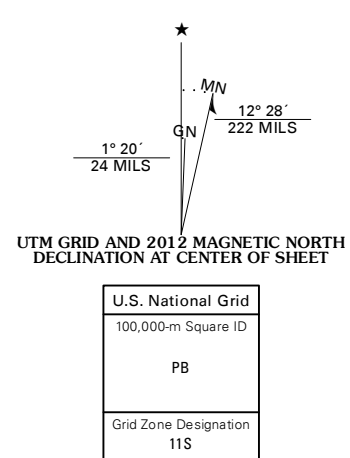 ★
MN
GN
12° 28´
222 MILS
1° 20´
24 MILS
UTM GRID AND 2012 MAGNETIC NORTH
DECLINATION AT CENTER OF SHEET
U.S. National Grid
100,000-m Square ID
PB
Grid Zone Designation
11S